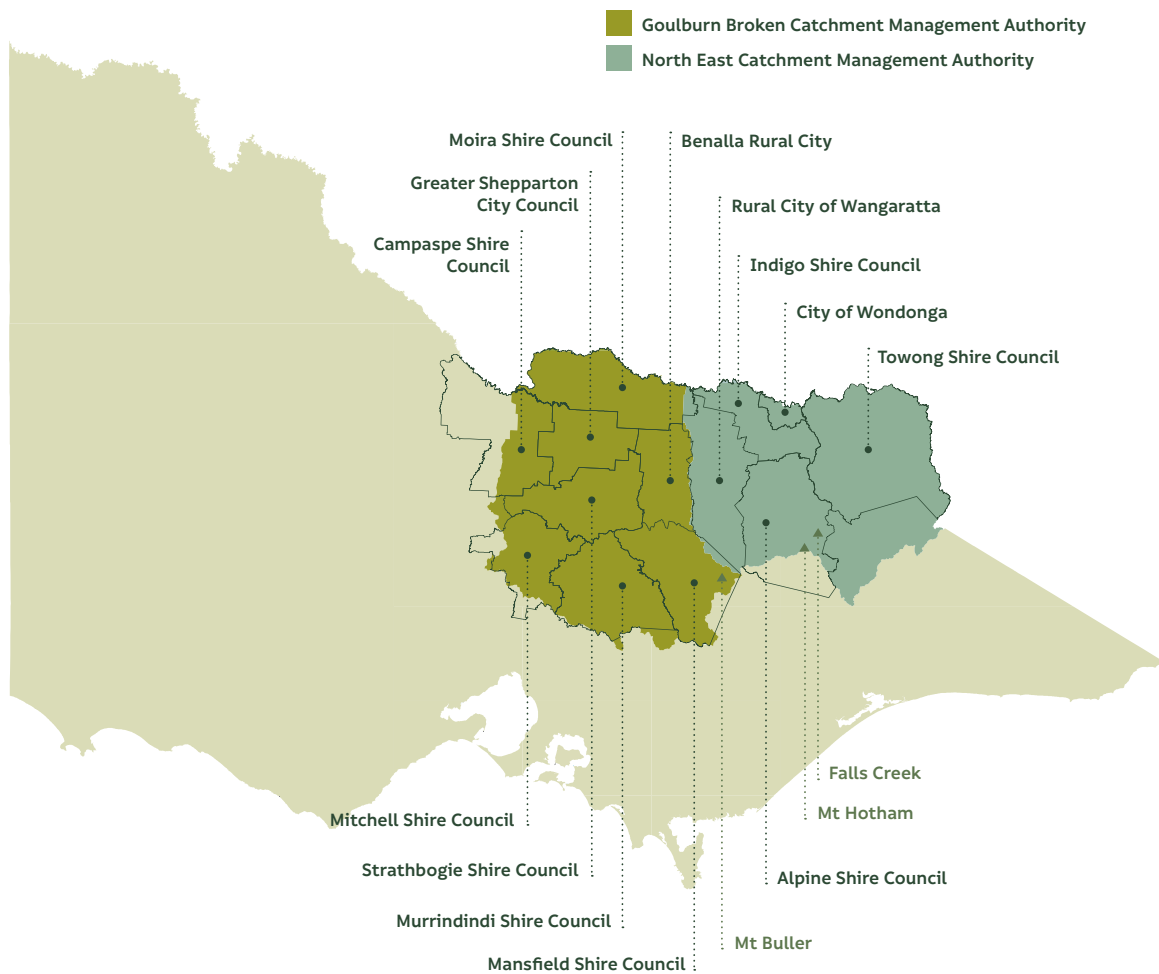 Goulburn Broken Catchment Management Authority
North East Catchment Management Authority
Moira Shire Council
Benalla Rural City
Greater Shepparton
City Council
Rural City of Wangaratta
Campaspe Shire
Council
Indigo Shire Council
City of Wondonga
Towong Shire Council
Falls Creek
Mt Hotham
Mitchell Shire Council
Strathbogie Shire Council
Alpine Shire Council
Murrindindi Shire Council
Mt Buller
Mansfield Shire Council